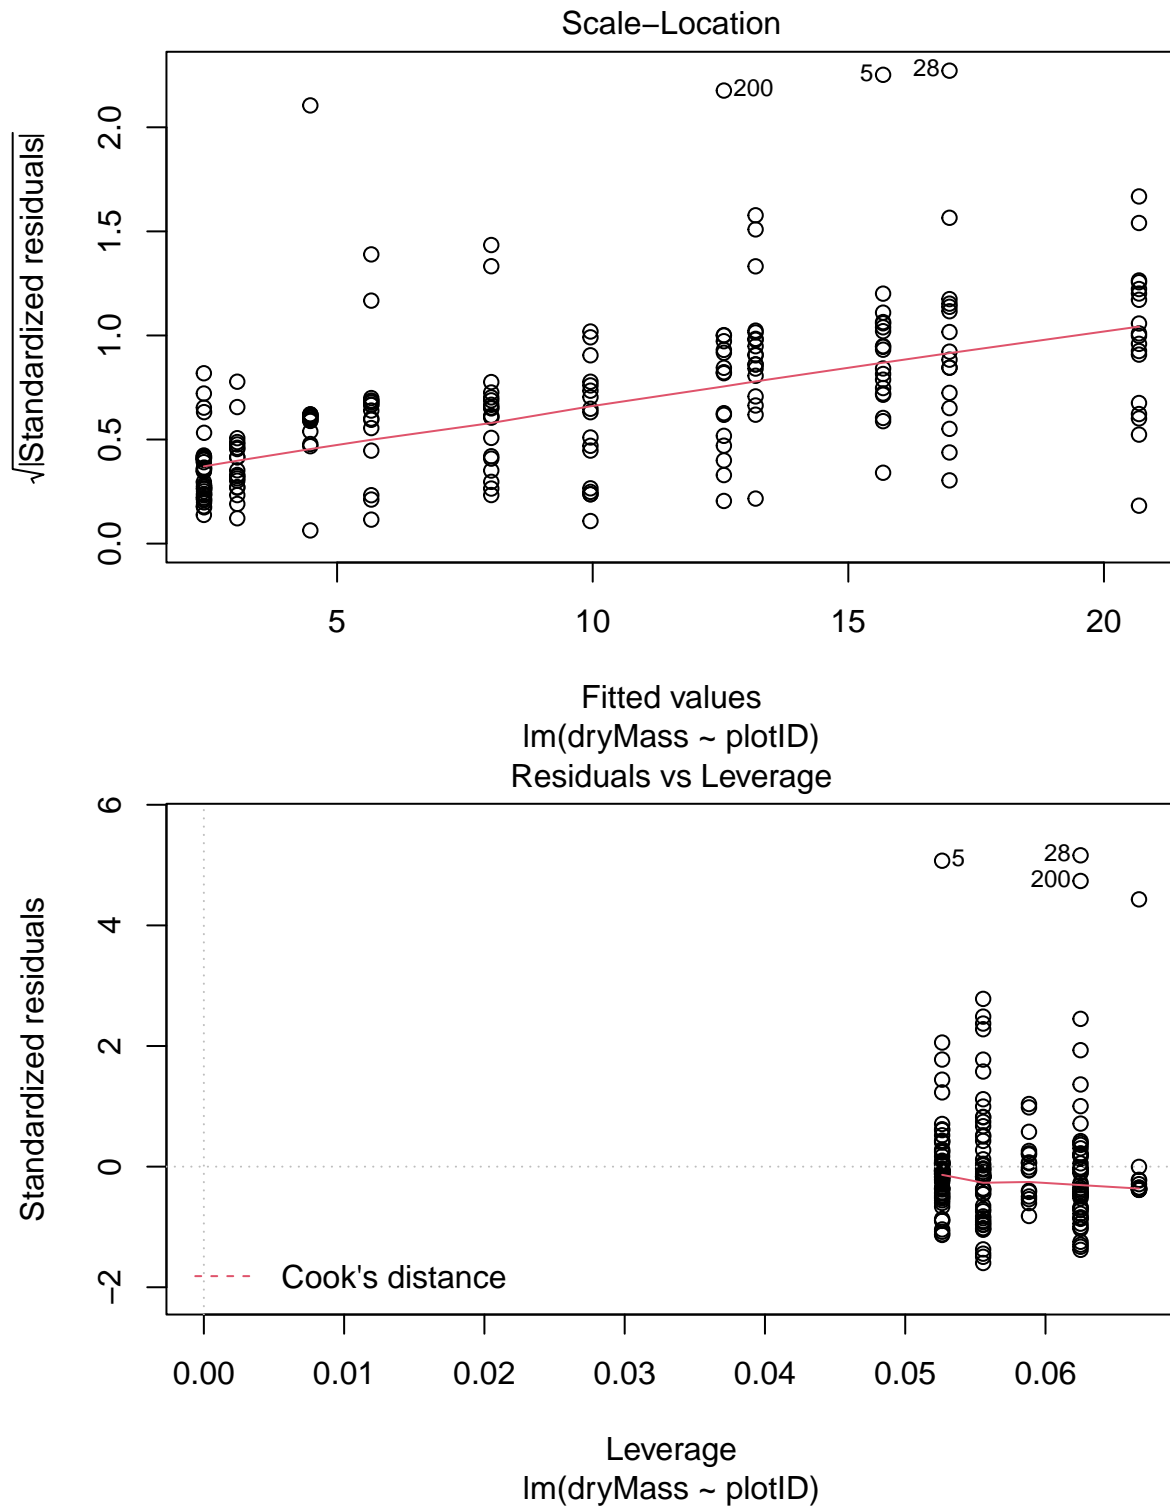 Scale−Location
√|Standardized residuals|
0.0 0.5 1.0 1.5 2.0
200
5
28
5 10 15 20
Fitted values
lm(dryMass ~ plotID)
Residuals vs Leverage
Standardized residuals
−2 0 2 4 6
5
28
200
Cook's distance
0.00 0.01 0.02 0.03 0.04 0.05 0.06
Leverage
lm(dryMass ~ plotID)